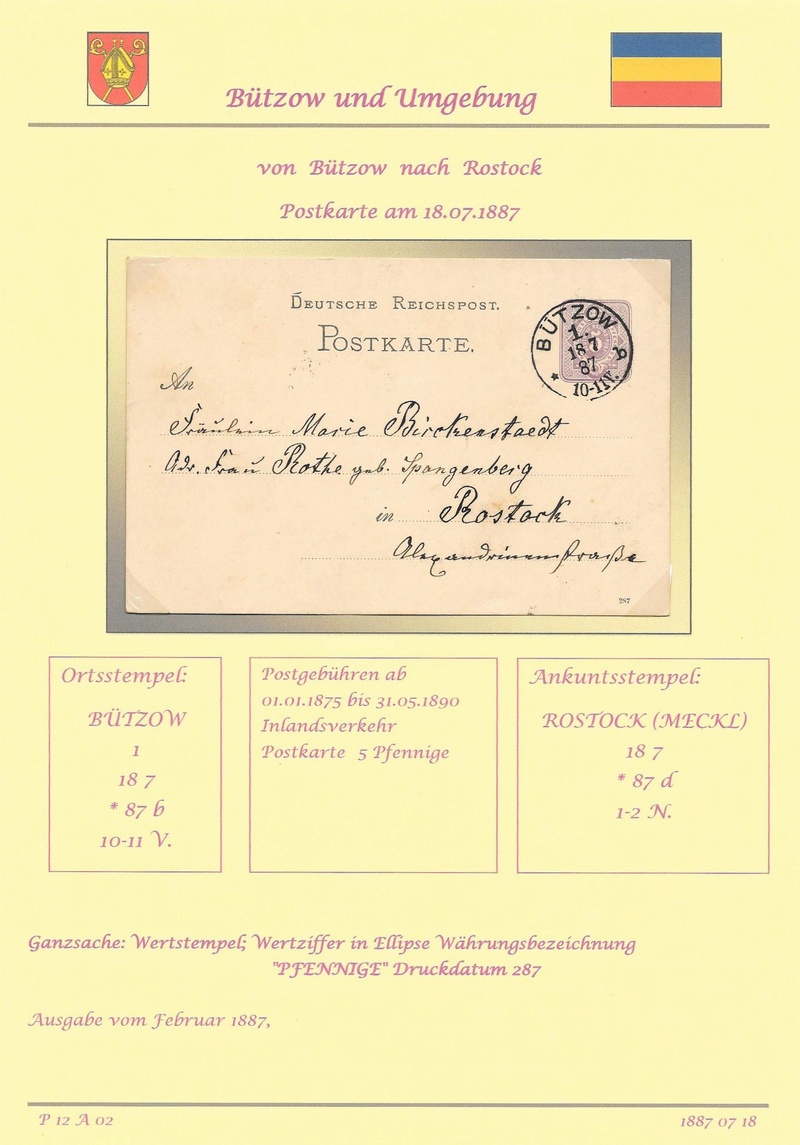 Bützow und Umgebung
von Bützow nach Rostock
Postkarte am 18.07.1887
DEUTSCHE REICHSPOST.
POSTKARTE.
BÜTZOW
1.
18 7
87
10-11V.
An
Fräulein Marie Birckenstaedt
Adr. Frau Rothe geb. Spangenberg
in Rostock
Alexandrinenstraße
287
Ortsstempel:
BÜTZOW
1
18 7
* 87 b
10-11 V.
Postgebühren ab
01.01.1875 bis 31.05.1890
Inlandsverkehr
Postkarte 5 Pfennige
Ankuntsstempel:
ROSTOCK (MECKL)
18 7
* 87 d
1-2 N.
Ganzsache: Wertstempel; Wertziffer in Ellipse Währungsbezeichnung
"PFENNIGE" Druckdatum 287
Ausgabe vom Februar 1887,
P 12 A 02
1887 07 18